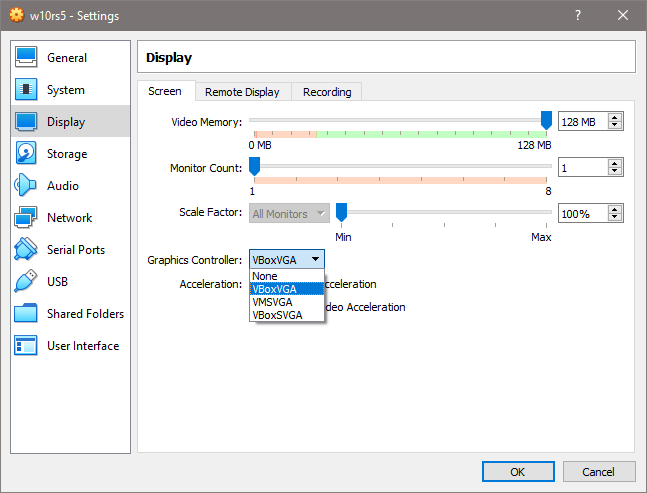 w10rs5 - Settings
?
General
System
Display
Storage
Audio
Network
Serial Ports
USB
Shared Folders
User Interface
Display
Screen
Remote Display
Recording
Video Memory:
128 MB
0 MB
128 MB
Monitor Count:
1
1
8
Scale Factor:
All Monitors
100%
Min
Max
Graphics Controller:
VBoxVGA
None
VBoxVGA
VMSVGA
VBoxSVGA
Acceleration:
cceleration
deo Acceleration
OK
Cancel